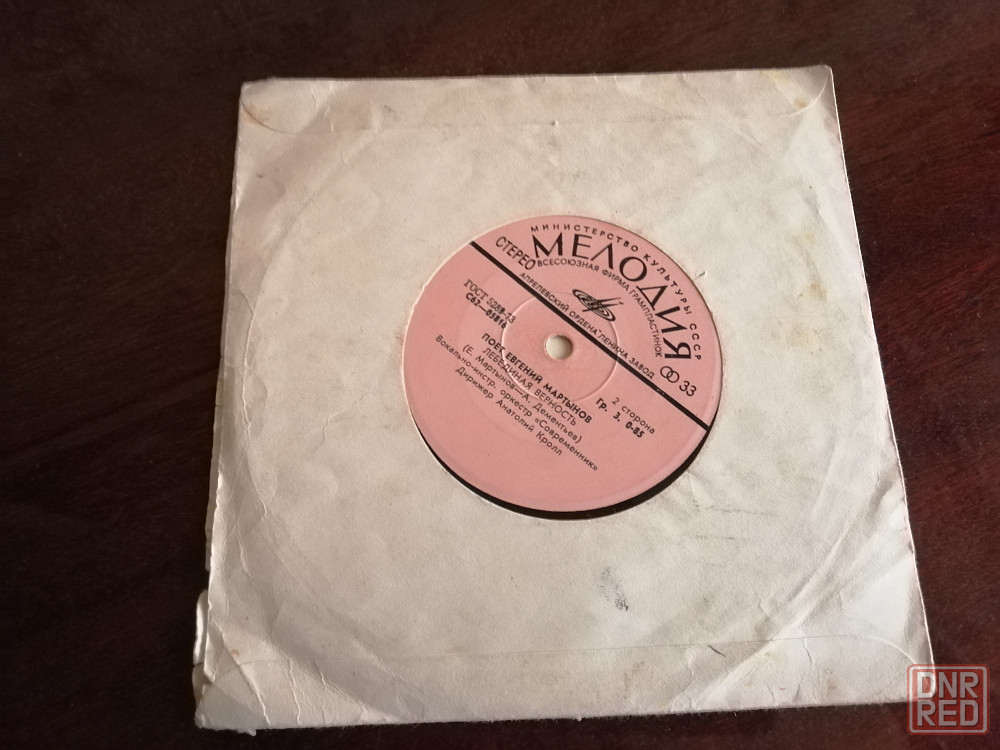 МИНИСТЕРСТВО КУЛЬТУРЫ СССР
МЕЛОДИЯ
ВСЕСОЮЗНАЯ ФИРМА ГРАМПЛАСТИНОК
СТЕРЕО
33
АПРЕЛЕВСКИЙ ОРДЕНА ЛЕНИНА ЗАВОД
ГОСТ 5289-73
С62—05816
2 сторона
Гр. 3. 0-85
ПОЕТ ЕВГЕНИЙ МАРТЫНОВ
ЛЕБЕДИНАЯ ВЕРНОСТЬ
(Е. Мартынов—А. Дементьев)
Вокально-инстр. оркестр «Современник»
Дирижер Анатолий Кролл
DNR
RED